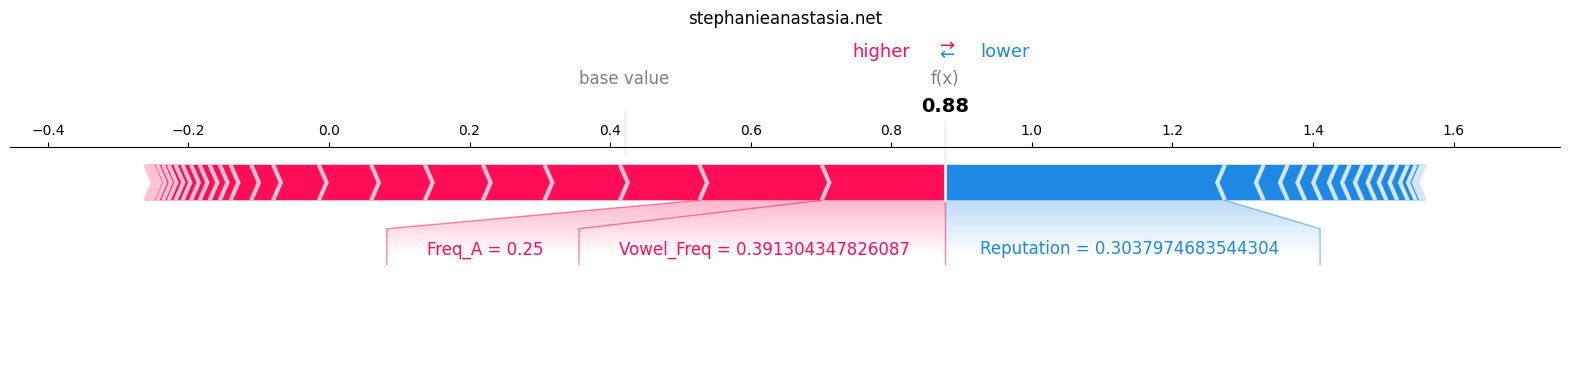 stephanieanastasia.net
higher ⇄ lower
base value f(x)
0.88
−0.4 −0.2 0.0 0.2 0.4 0.6 0.8 1.0 1.2 1.4 1.6
Freq_A = 0.25 Vowel_Freq = 0.391304347826087 Reputation = 0.3037974683544304